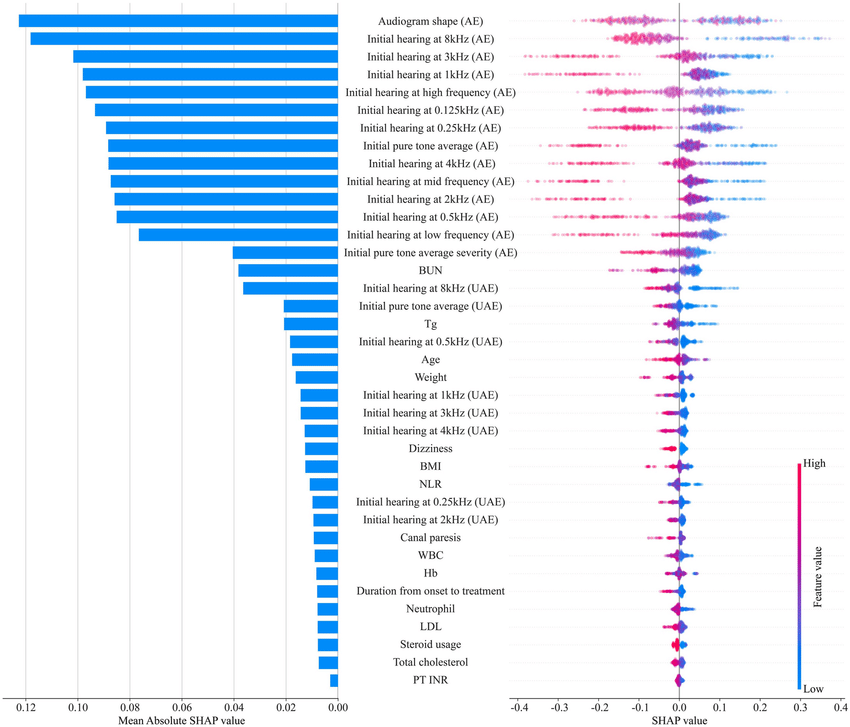 Audiogram shape (AE)
Initial hearing at 8kHz (AE)
Initial hearing at 3kHz (AE)
Initial hearing at 1kHz (AE)
Initial hearing at high frequency (AE)
Initial hearing at 0.125kHz (AE)
Initial hearing at 0.25kHz (AE)
Initial pure tone average (AE)
Initial hearing at 4kHz (AE)
Initial hearing at mid frequency (AE)
Initial hearing at 2kHz (AE)
Initial hearing at 0.5kHz (AE)
Initial hearing at low frequency (AE)
Initial pure tone average severity (AE)
BUN
Initial hearing at 8kHz (UAE)
Initial pure tone average (UAE)
Tg
Initial hearing at 0.5kHz (UAE)
Age
Weight
Initial hearing at 1kHz (UAE)
Initial hearing at 3kHz (UAE)
Initial hearing at 4kHz (UAE)
Dizziness
BMI
NLR
Initial hearing at 0.25kHz (UAE)
Initial hearing at 2kHz (UAE)
Canal paresis
WBC
Hb
Duration from onset to treatment
Neutrophil
LDL
Steroid usage
Total cholesterol
PT INR
High
Feature value
Low
0.12 0.10 0.08 0.06 0.04 0.02 0.00
Mean Absolute SHAP value
-0.4 -0.3 -0.2 -0.1 0.0 0.1 0.2 0.3 0.4
SHAP value